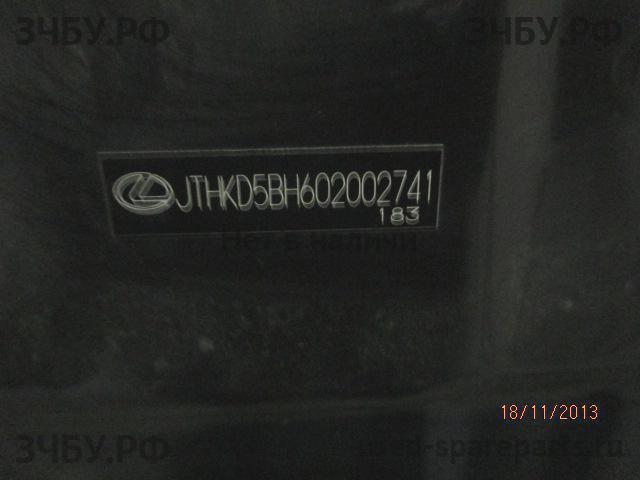 ЗЧБУ.РФ
ЗЧБУ.РФ
JTHKD5BH602002741
183
Нет в наличи
18/11/2013
ЗЧБУ.РФ
used-spareparts.ru